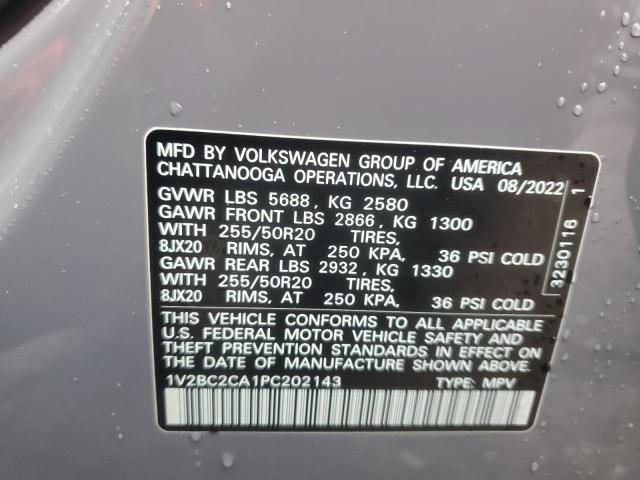 MFD BY VOLKSWAGEN GROUP OF AMERICA
CHATTANOOGA OPERATIONS, LLC. USA 08/2022
GVWR LBS 5688, KG 2580
GAWR FRONT LBS 2866, KG 1300
WITH 255/50R20 TIRES,
8JX20 RIMS, AT 250 KPA, 36 PSI COLD
GAWR REAR LBS 2932, KG 1330
WITH 255/50R20 TIRES,
8JX20 RIMS, AT 250 KPA, 36 PSI COLD
THIS VEHICLE CONFORMS TO ALL APPLICABLE
U.S. FEDERAL MOTOR VEHICLE SAFETY AND
THEFT PREVENTION STANDARDS IN EFFECT ON
THE DATE OF MANUFACTURE SHOWN ABOVE.
1V2BC2CA1PC202143 TYPE: MPV
3230116 1